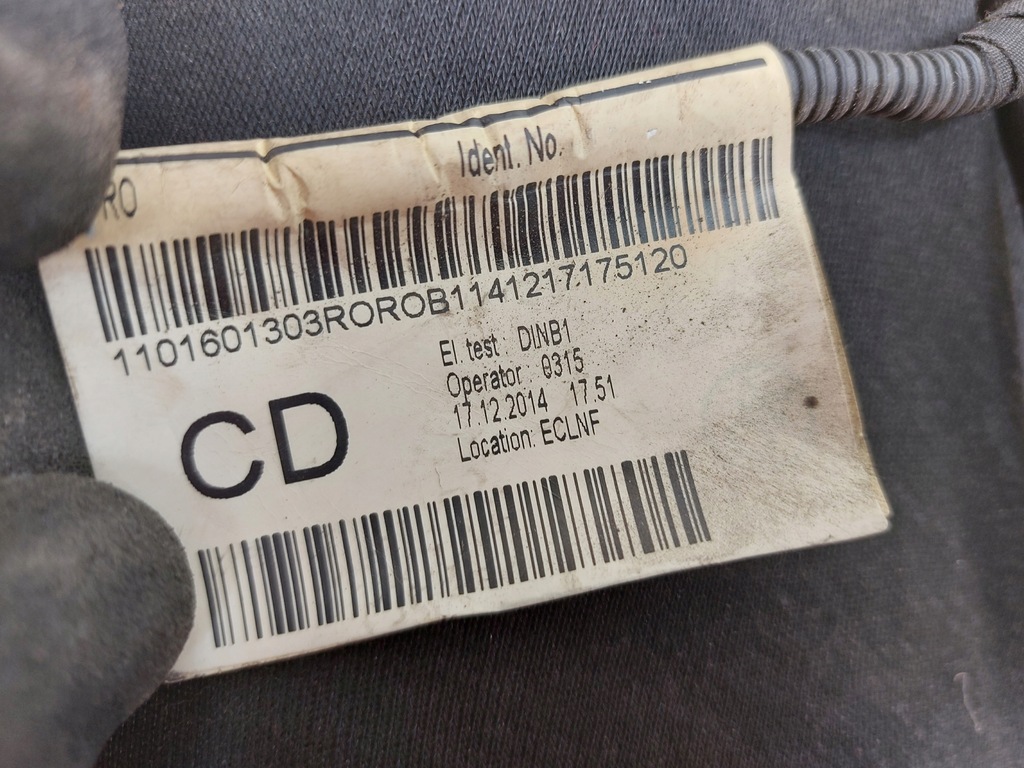 RO
Ident. No.
1101601303ROROB1141217175120
El. test : DINB1
Operator : 0315
17.12.2014 17.51
Location: ECLNF
CD